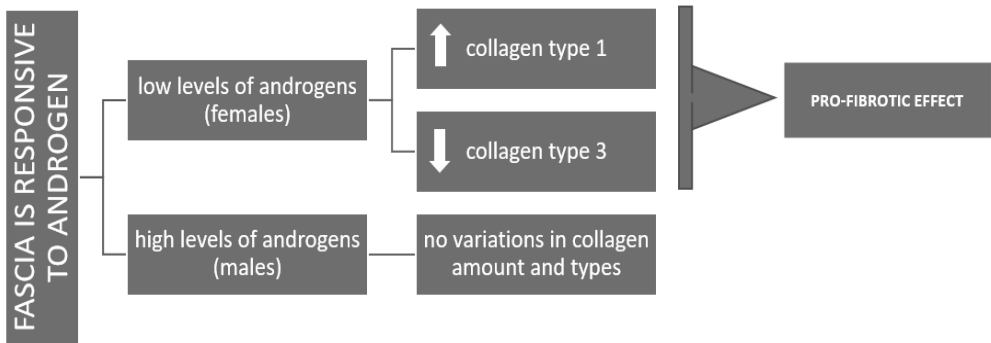 FASCIA IS RESPONSIVE
TO ANDROGEN
low levels of androgens
(females)
collagen type 1
collagen type 3
PRO-FIBROTIC EFFECT
high levels of androgens
(males)
no variations in collagen
amount and types